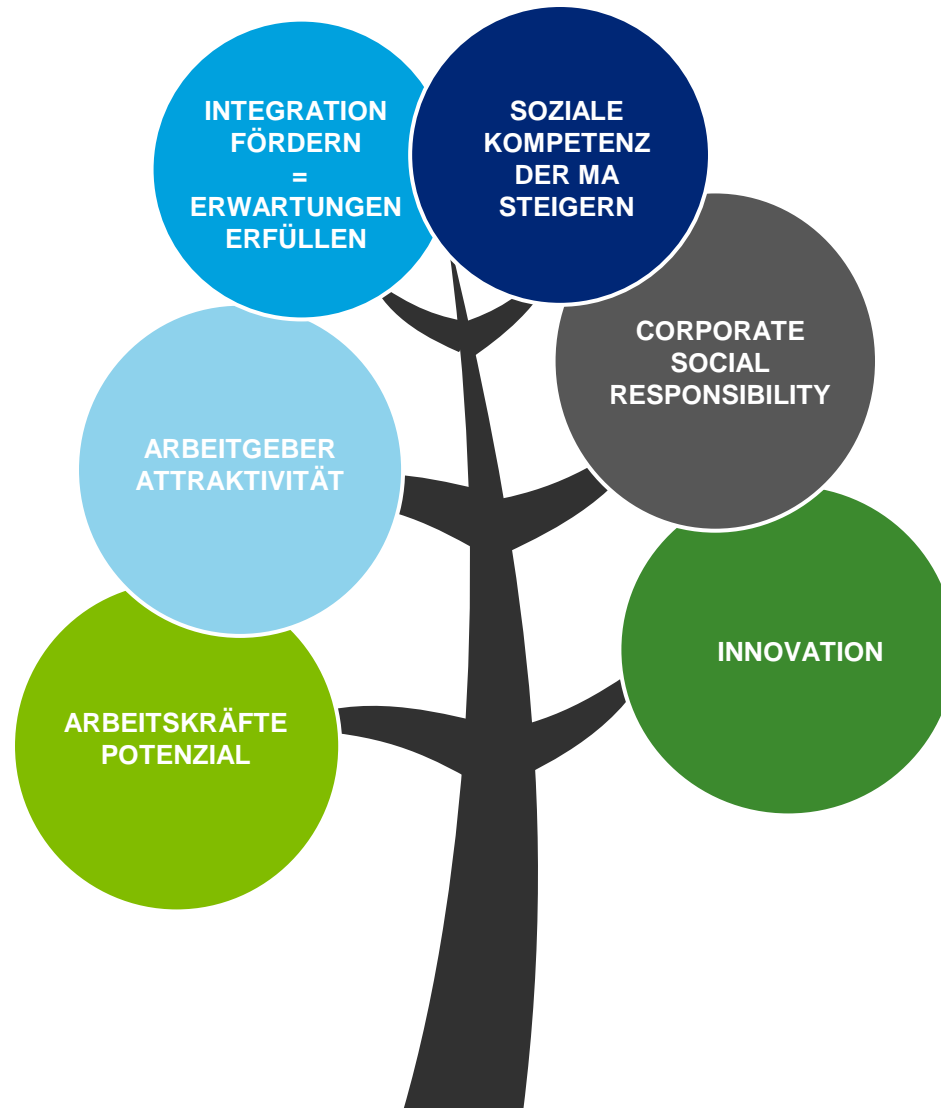 INTEGRATION
FÖRDERN
=
ERWARTUNGEN
ERFÜLLEN
SOZIALE
KOMPETENZ
DER MA
STEIGERN
CORPORATE
SOCIAL
RESPONSIBILITY
ARBEITGEBER
ATTRAKTIVITÄT
INNOVATION
ARBEITSKRÄFTE
POTENZIAL